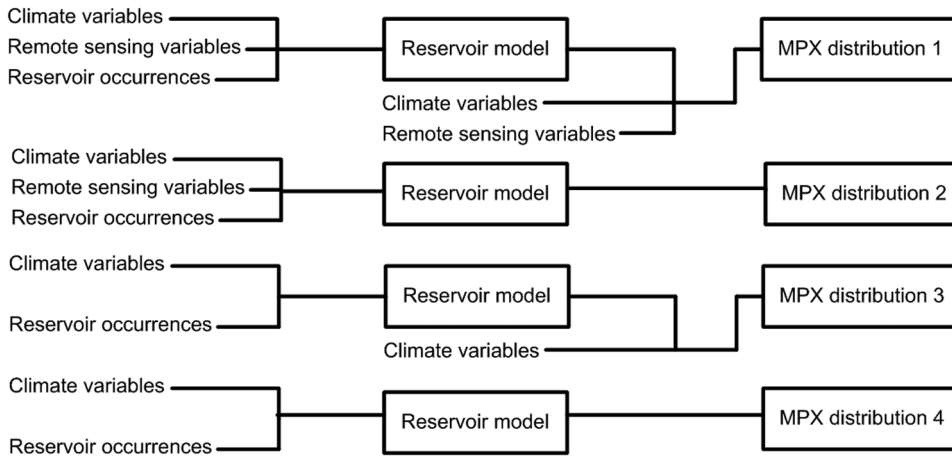 Climate variables
Remote sensing variables
Reservoir occurrences
Reservoir model
Climate variables
Remote sensing variables
MPX distribution 1
Climate variables
Remote sensing variables
Reservoir occurrences
Reservoir model
MPX distribution 2
Climate variables
Reservoir occurrences
Reservoir model
Climate variables
MPX distribution 3
Climate variables
Reservoir occurrences
Reservoir model
MPX distribution 4